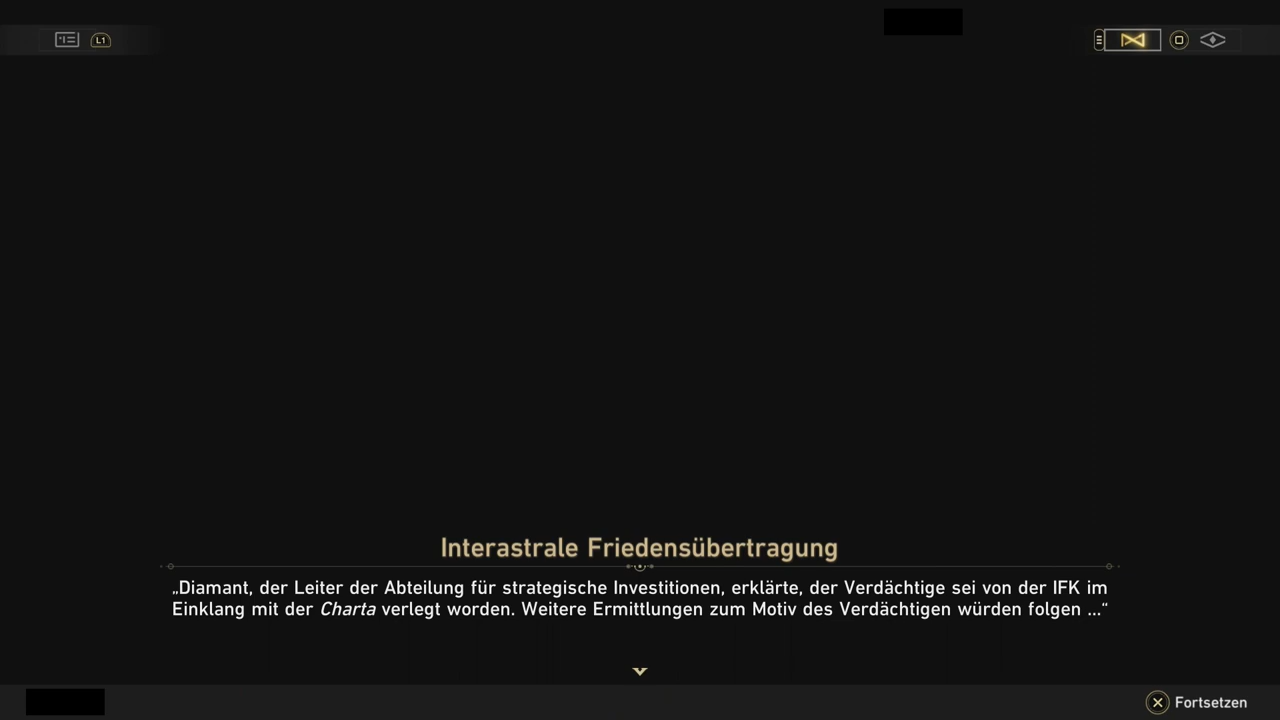 L1
Interastrale Friedensübertragung
„Diamant, der Leiter der Abteilung für strategische Investitionen, erklärte, der Verdächtige sei von der IFK im
Einklang mit der Charta verlegt worden. Weitere Ermittlungen zum Motiv des Verdächtigen würden folgen ...“
Fortsetzen